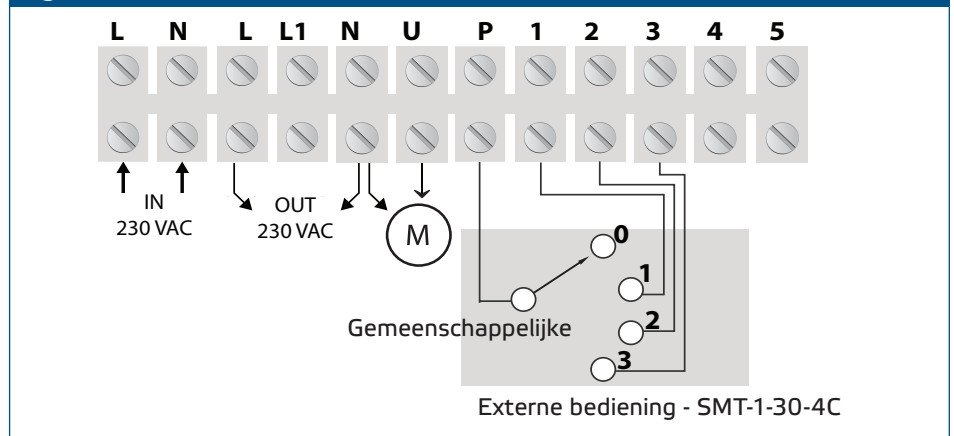 L N L L1 N U P 1 2 3 4 5
IN
230 VAC
OUT
230 VAC
M
0
1
2
3
Gemeenschappelijke
Externe bediening - SMT-1-30-4C